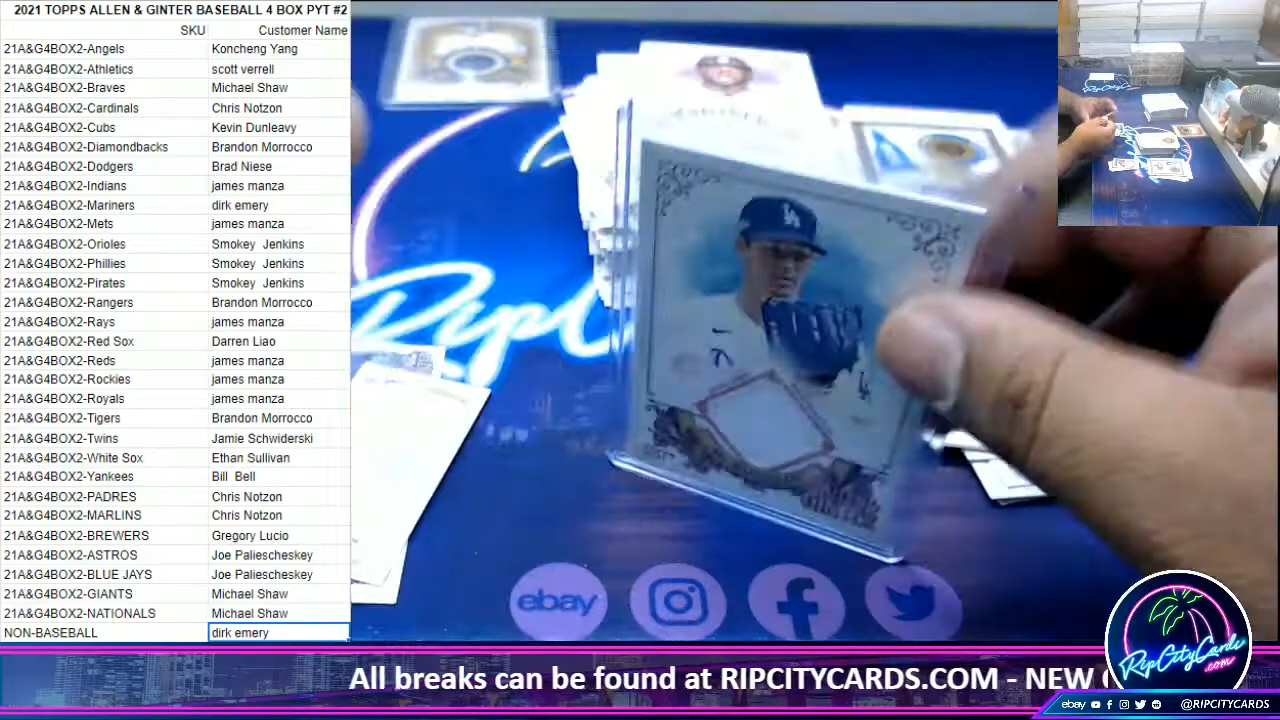 2021 TOPPS ALLEN & GINTER BASEBALL 4 BOX PYT #2
SKU Customer Name
21A&G4BOX2-Angels Koncheng Yang
21A&G4BOX2-Athletics scott verrell
21A&G4BOX2-Braves Michael Shaw
21A&G4BOX2-Cardinals Chris Notzon
21A&G4BOX2-Cubs Kevin Dunleavy
21A&G4BOX2-Diamondbacks Brandon Morrocco
21A&G4BOX2-Dodgers Brad Niese
21A&G4BOX2-Indians james manza
21A&G4BOX2-Mariners dirk emery
21A&G4BOX2-Mets james manza
21A&G4BOX2-Orioles Smokey Jenkins
21A&G4BOX2-Phillies Smokey Jenkins
21A&G4BOX2-Pirates Smokey Jenkins
21A&G4BOX2-Rangers Brandon Morrocco
21A&G4BOX2-Rays james manza
21A&G4BOX2-Red Sox Darren Liao
21A&G4BOX2-Reds james manza
21A&G4BOX2-Rockies james manza
21A&G4BOX2-Royals james manza
21A&G4BOX2-Tigers Brandon Morrocco
21A&G4BOX2-Twins Jamie Schwiderski
21A&G4BOX2-White Sox Ethan Sullivan
21A&G4BOX2-Yankees Bill Bell
21A&G4BOX2-PADRES Chris Notzon
21A&G4BOX2-MARLINS Chris Notzon
21A&G4BOX2-BREWERS Gregory Lucio
21A&G4BOX2-ASTROS Joe Paliescheskey
21A&G4BOX2-BLUE JAYS Joe Paliescheskey
21A&G4BOX2-GIANTS Michael Shaw
21A&G4BOX2-NATIONALS Michael Shaw
NON-BASEBALL dirk emery
LA
Rip C
ebay
All breaks can be found at RIPCITYCARDS.COM - NEW
RipCityCards
.com
ebay @RIPCITYCARDS